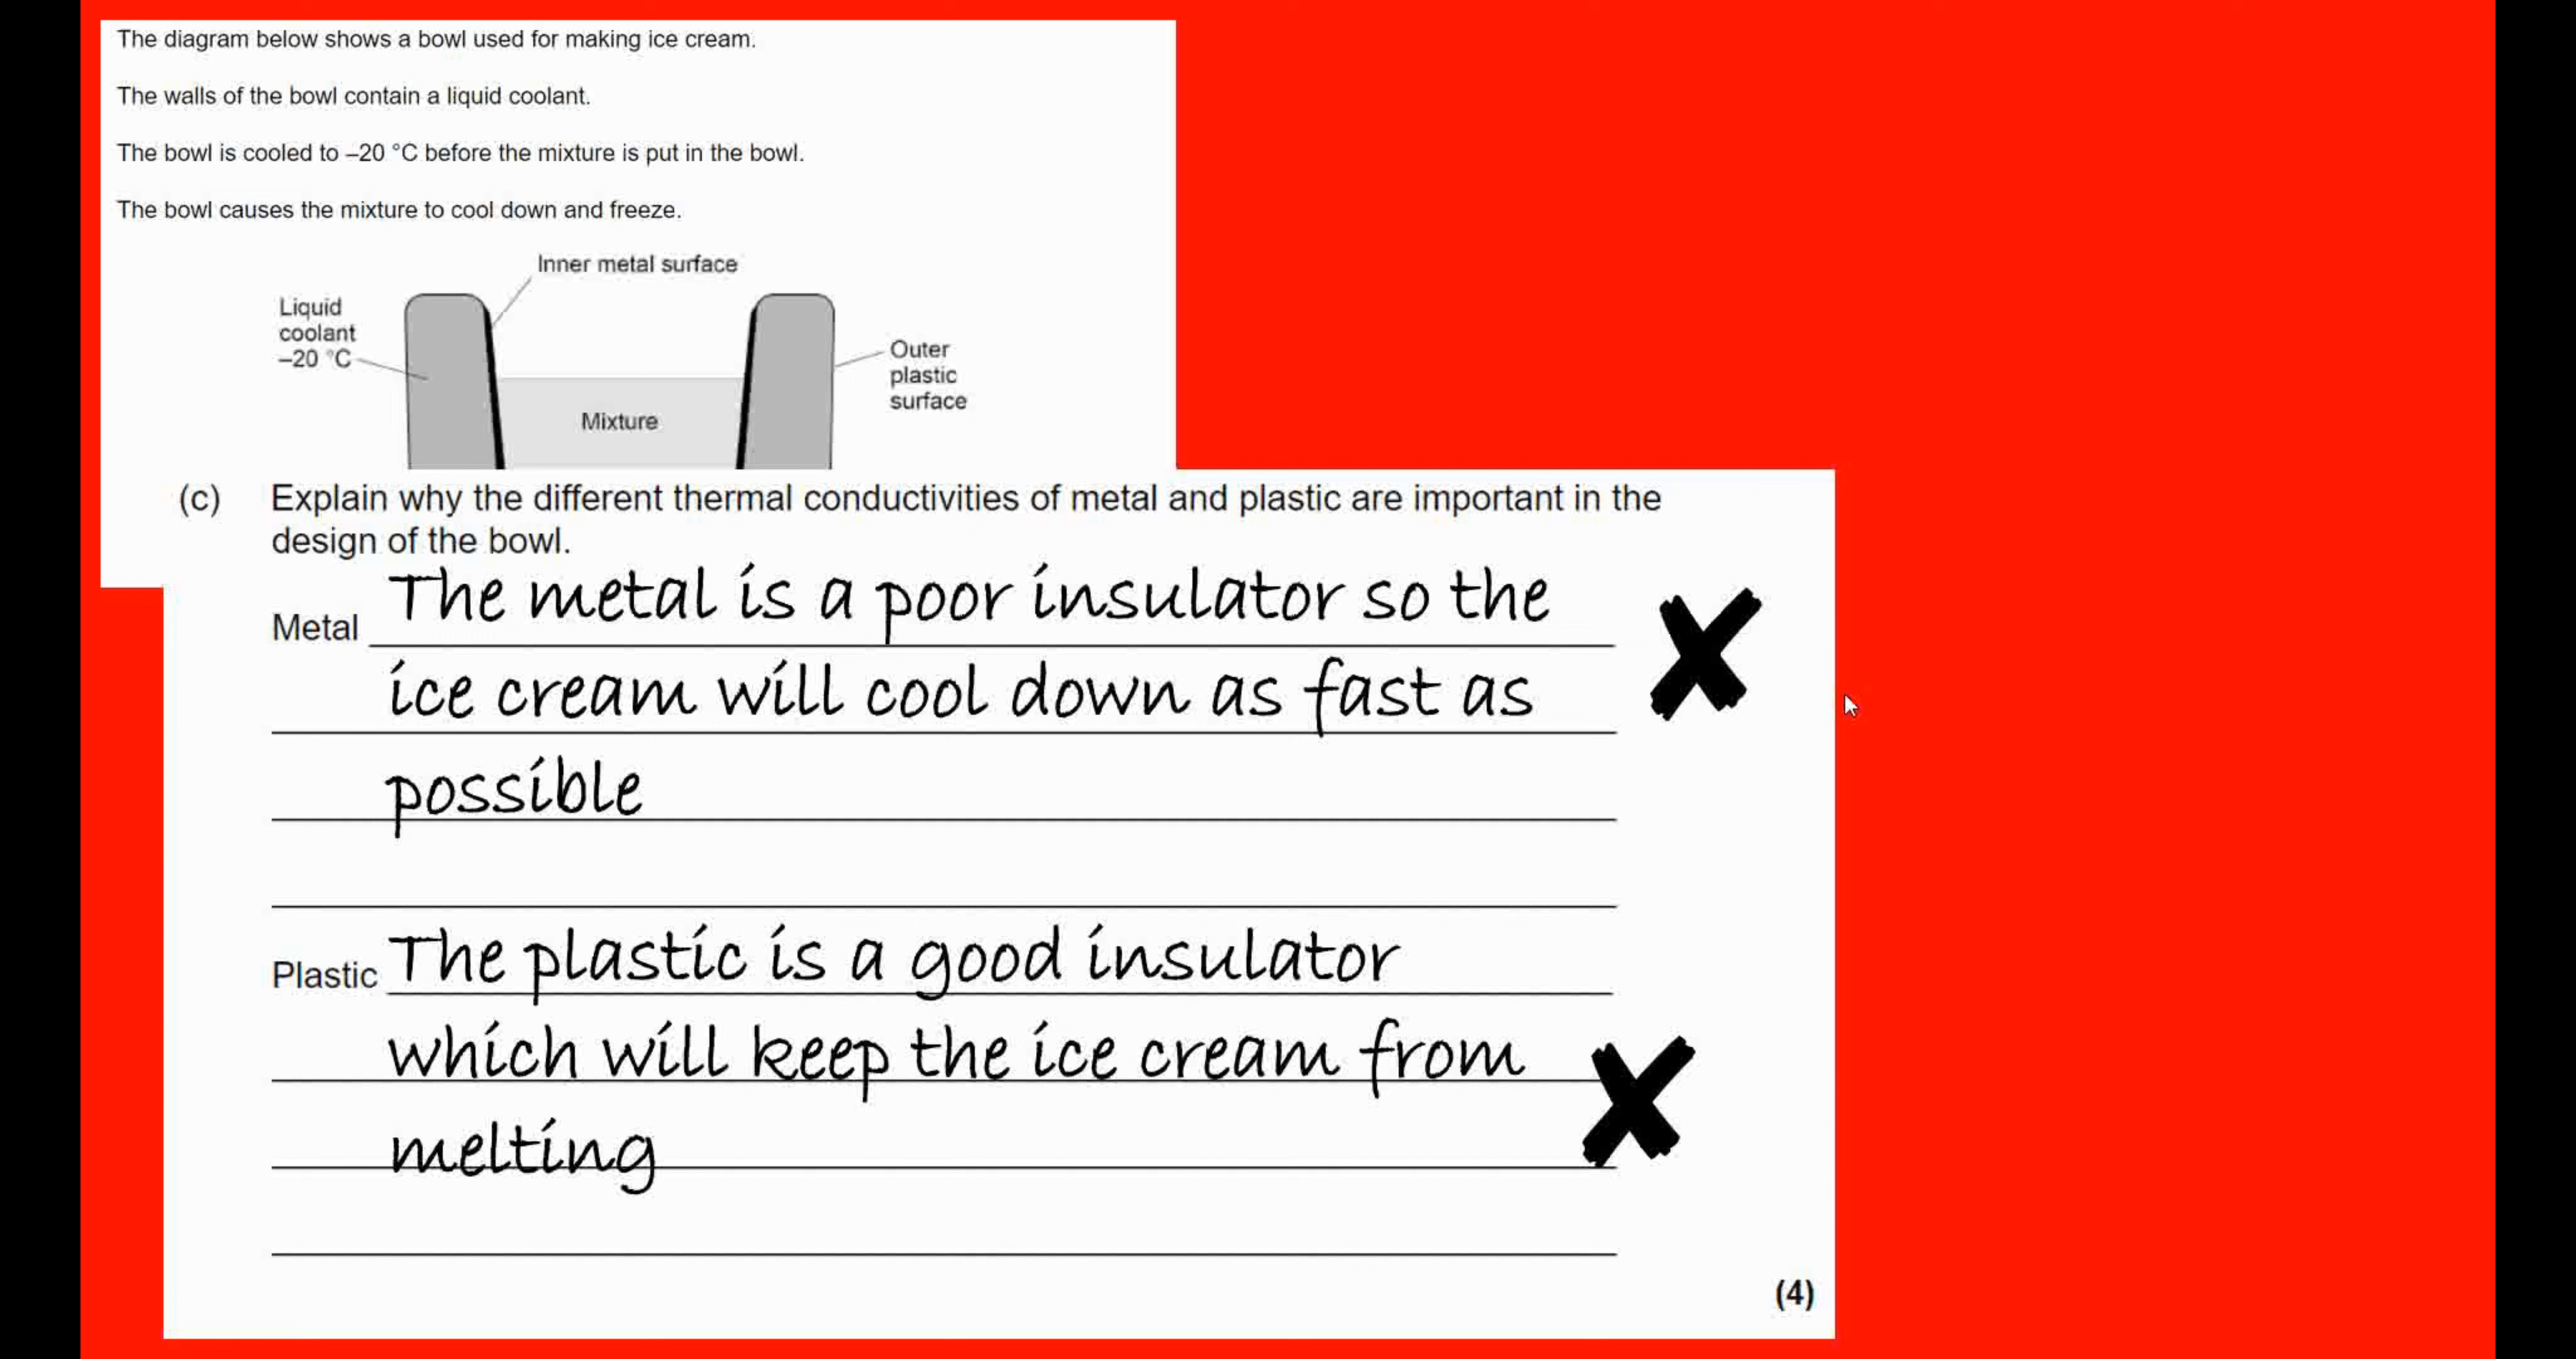 The diagram below shows a bowl used for making ice cream.
The walls of the bowl contain a liquid coolant.
The bowl is cooled to –20 °C before the mixture is put in the bowl.
The bowl causes the mixture to cool down and freeze.
Inner metal surface
Liquid
coolant
–20 °C
Outer
plastic
surface
Mixture
(c) Explain why the different thermal conductivities of metal and plastic are important in the
design of the bowl.
Metal The metal is a poor insulator so the
ice cream will cool down as fast as
possible
Plastic The plastic is a good insulator
which will keep the ice cream from
melting
(4)